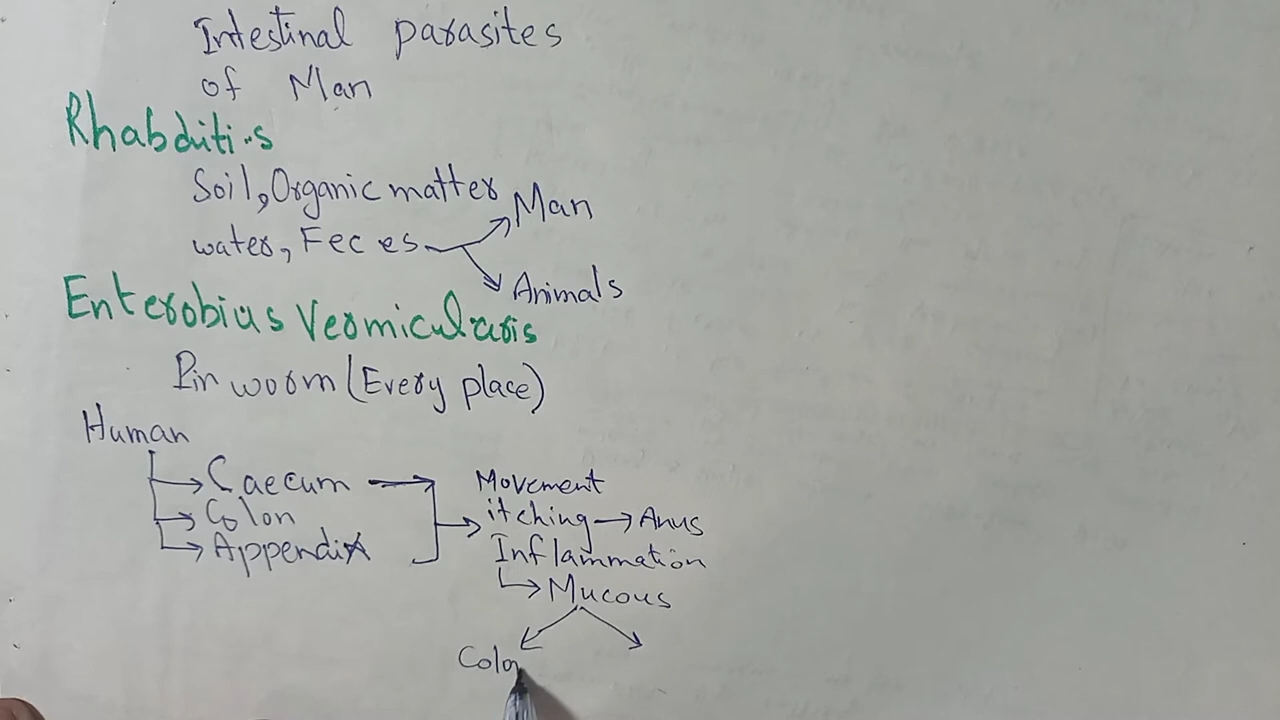 Intestinal parasites
of Man
Rhabditis
Soil, Organic matter
water, Feces
Man
Animals
Enterobius Vermicularis
Pin worm (Every place)
Human
Caecum
Colon
Appendix
Movement
itching → Anus
Inflammation
Mucous
Colo